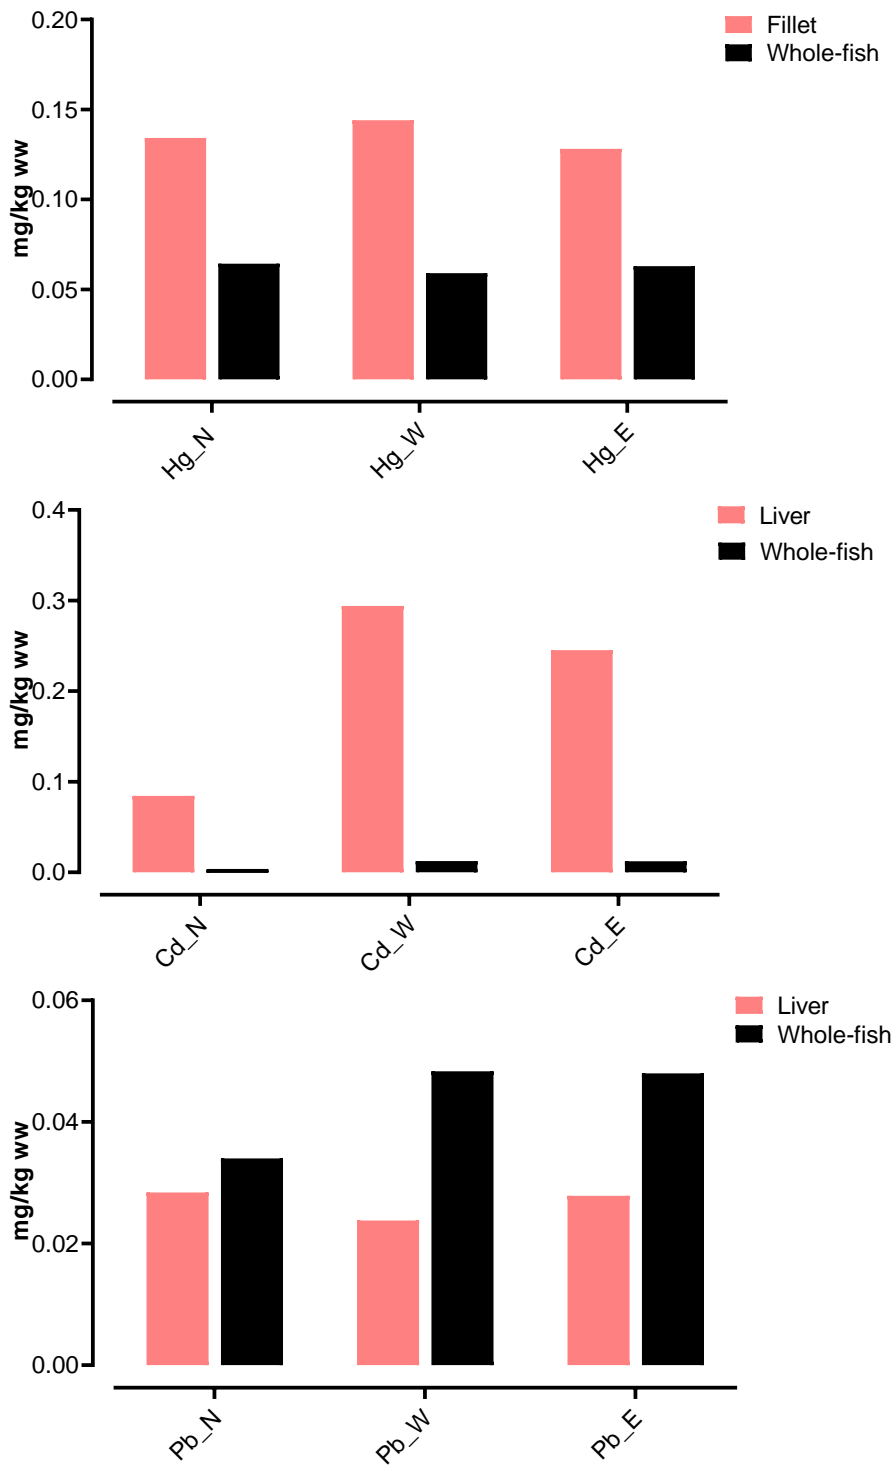 0.20
0.15
0.10
0.05
0.00
mg/kg ww
Fillet
Whole-fish
Hg_N
Hg_W
Hg_E
0.4
0.3
0.2
0.1
0.0
mg/kg ww
Liver
Whole-fish
Cd_N
Cd_W
Cd_E
0.06
0.04
0.02
0.00
mg/kg ww
Liver
Whole-fish
Pb_N
Pb_W
Pb_E